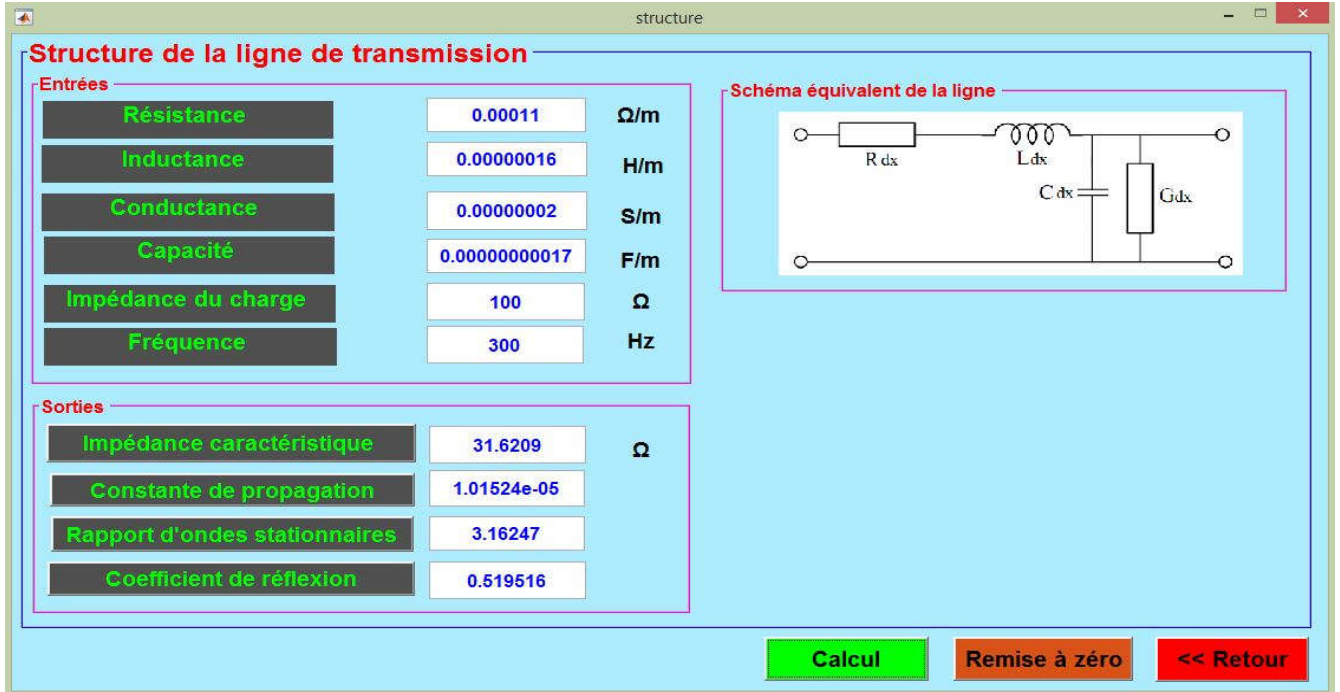 structure
Structure de la ligne de transmission
Entrées
Résistance 0.00011 Ω/m
Inductance 0.00000016 H/m
Conductance 0.00000002 S/m
Capacité 0.00000000017 F/m
Impédance du charge 100 Ω
Fréquence 300 Hz
Schéma équivalent de la ligne
R dx
Ldx
C dx
Gdx
Sorties
Impédance caractéristique 31.6209 Ω
Constante de propagation 1.01524e-05
Rapport d'ondes stationnaires 3.16247
Coefficient de réflexion 0.519516
Calcul
Remise à zéro
<< Retour